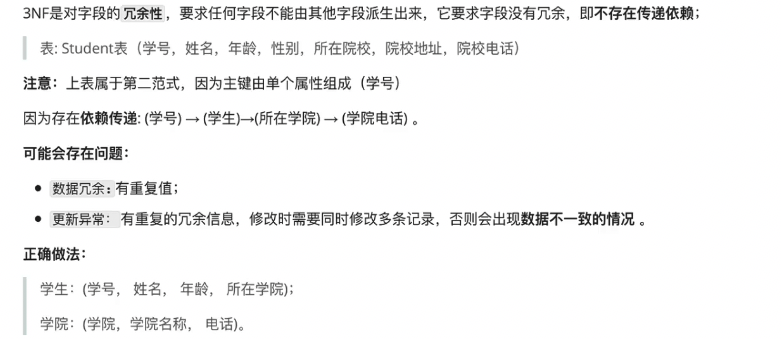 3NF是对字段的冗余性，要求任何字段不能由其他字段派生出来，它要求字段没有冗余，即不存在传递依赖；
表: Student表（学号，姓名，年龄，性别，所在院校，院校地址，院校电话）
注意：上表属于第二范式，因为主键由单个属性组成（学号）
因为存在依赖传递: (学号) → (学生)→(所在学院) → (学院电话) 。
可能会存在问题：
● 数据冗余:有重复值；
● 更新异常：有重复的冗余信息，修改时需要同时修改多条记录，否则会出现数据不一致的情况 。
正确做法：
学生：(学号， 姓名， 年龄， 所在学院)；
学院：(学院，学院名称， 电话)。